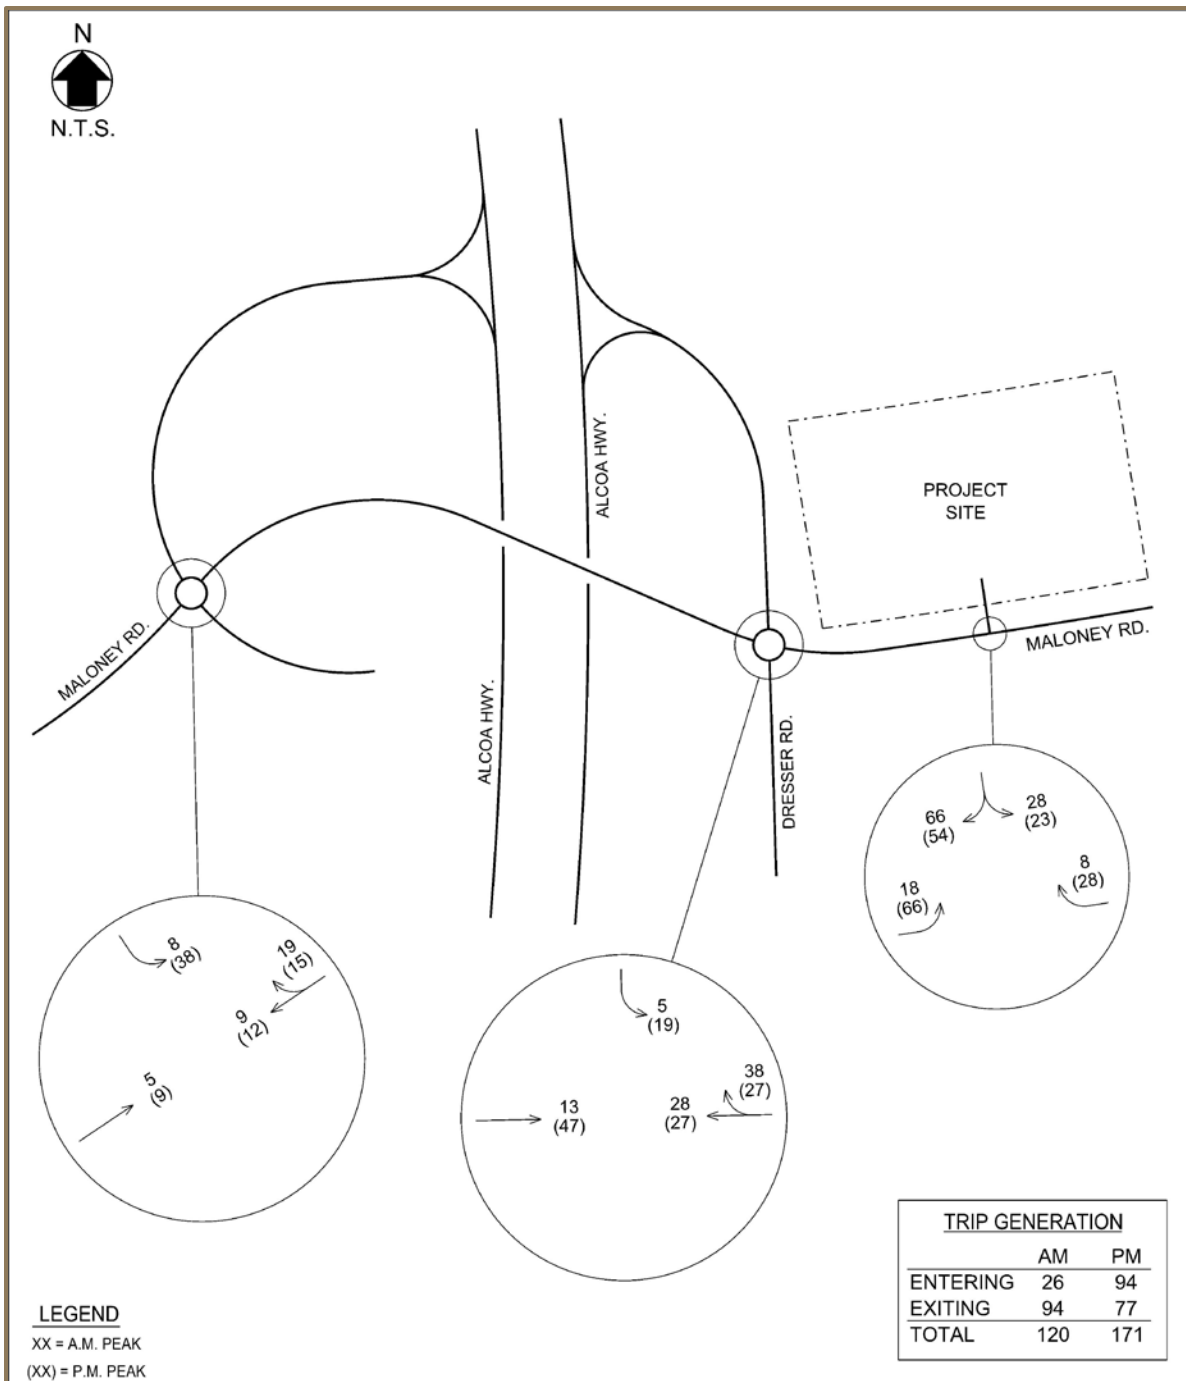 N
N.T.S.
ALCOA HWY.
PROJECT
SITE
MALONEY RD.
MALONEY RD.
ALCOA HWY.
DRESSER RD.
66
(54)
28
(23)
18
(66)
8
(28)
8
(38)
19
(15)
9
(12)
5
(9)
5
(19)
13
(47)
28
(27)
38
(27)
TRIP GENERATION
AM PM
ENTERING 26 94
EXITING 94 77
TOTAL 120 171
LEGEND
XX = A.M. PEAK
(XX) = P.M. PEAK